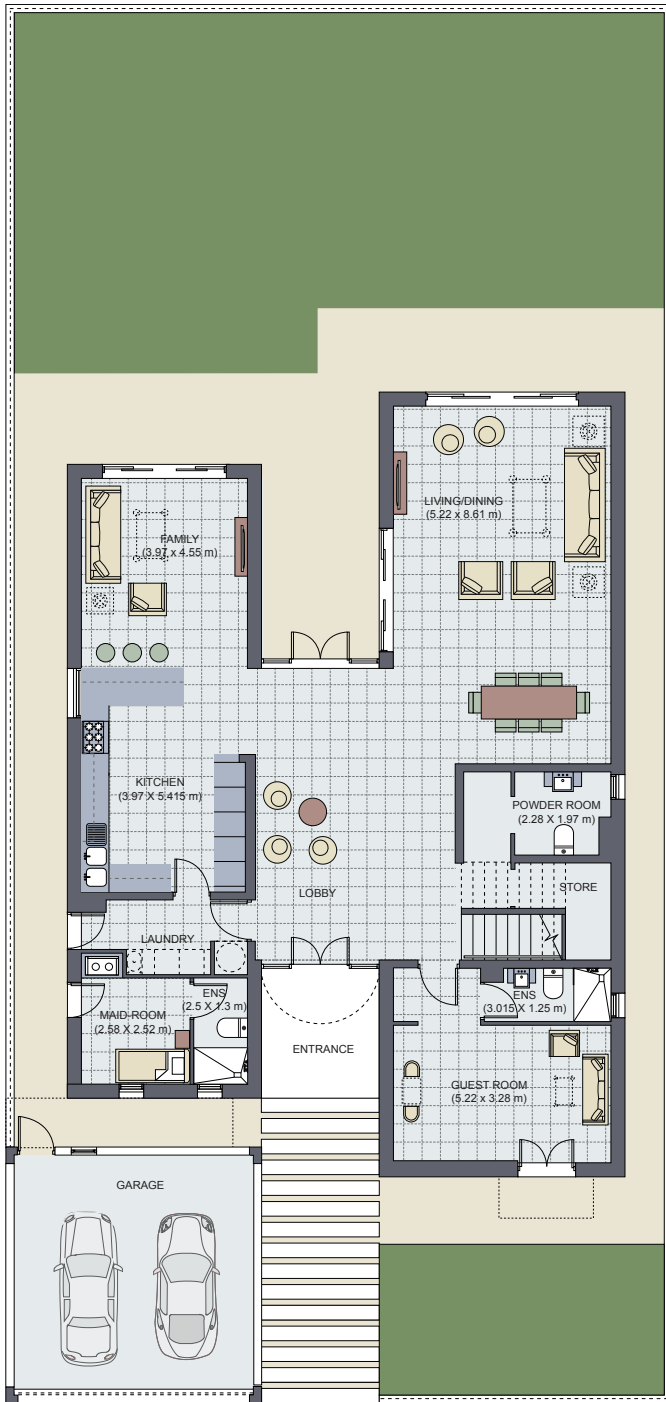 LIVING/DINING
(5.22 x 8.61 m)
FAMILY
(3.97 x 4.55 m)
KITCHEN
(3.97 X 5.415 m)
POWDER ROOM
(2.28 X 1.97 m)
STORE
LOBBY
LAUNDRY
ENS
(2.5 X 1.3 m)
ENS
(3.015 X 1.25 m)
MAID-ROOM
(2.58 X 2.52 m)
ENTRANCE
GUEST ROOM
(5.22 x 3.28 m)
GARAGE